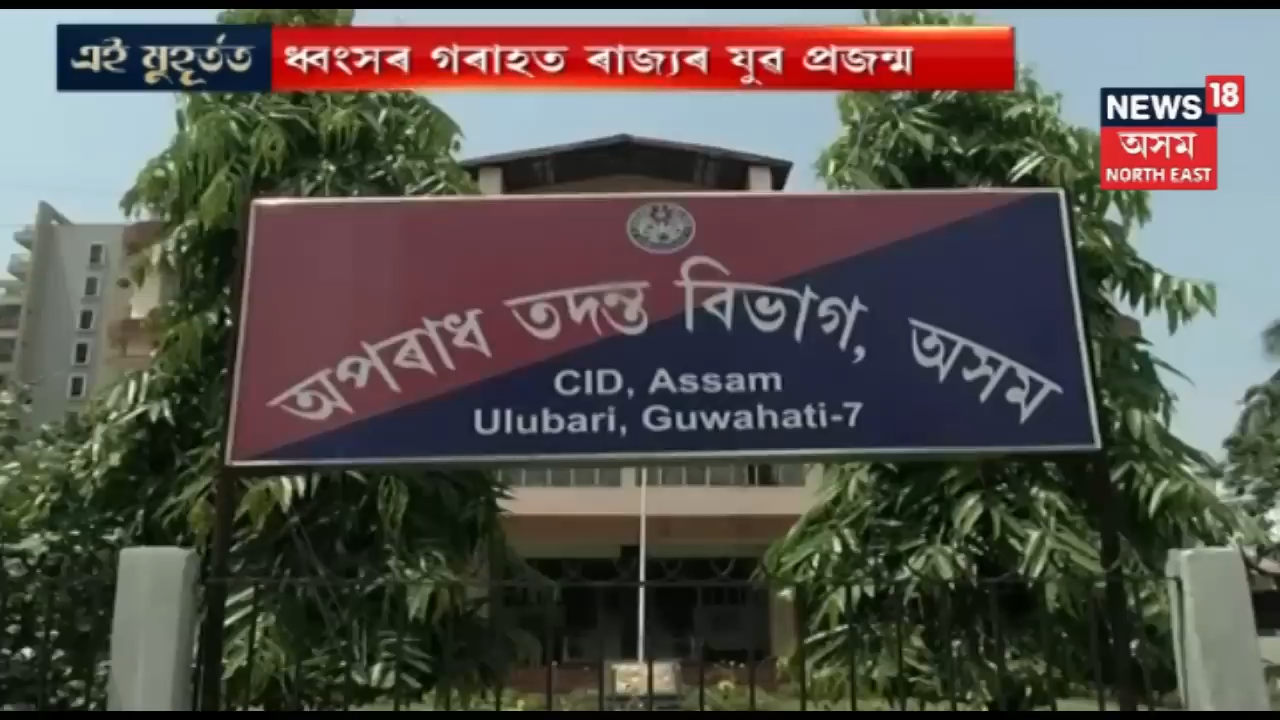 এই মুহূৰ্তত
ধ্বংসৰ গৰাহত ৰাজ্যৰ যুৱ প্ৰজন্ম
NEWS 18
অসম
NORTH EAST
অপৰাধ তদন্ত বিভাগ, অসম
CID, Assam
Ulubari, Guwahati-7